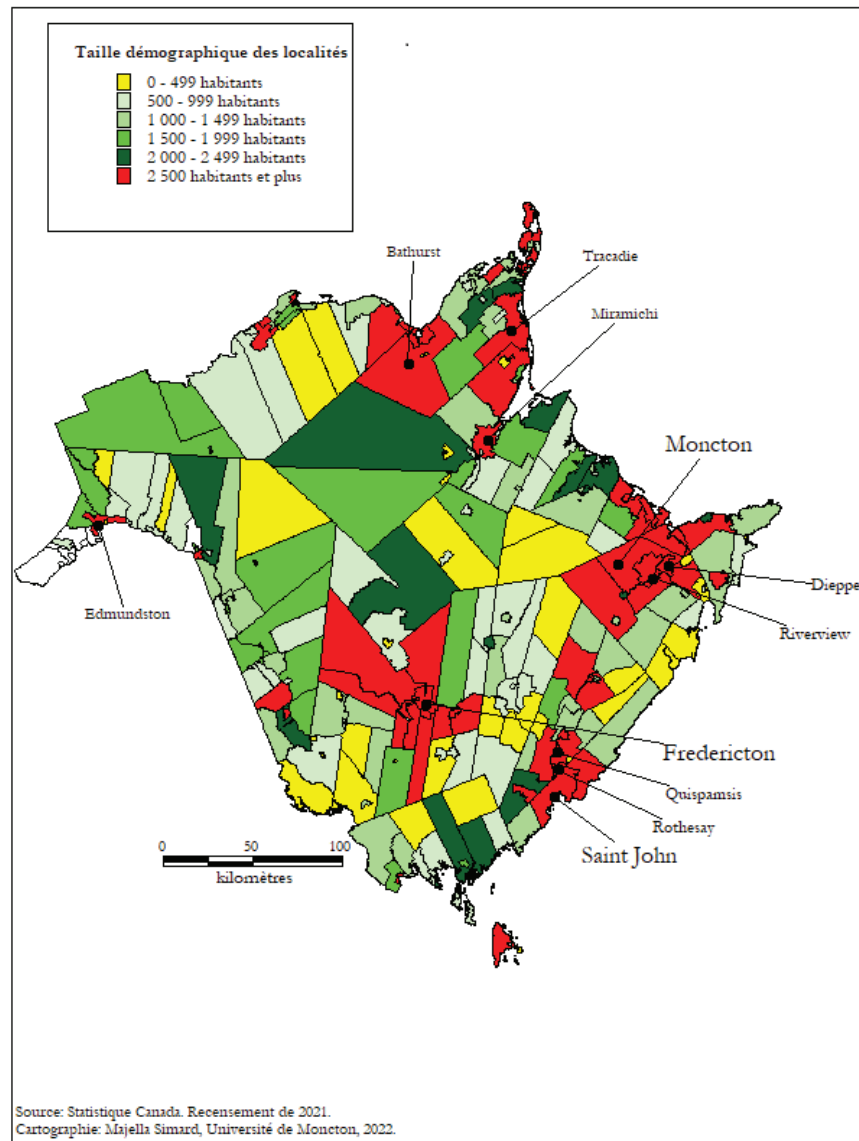 Taille démographique des localités
0 - 499 habitants
500 - 999 habitants
1 000 - 1 499 habitants
1 500 - 1 999 habitants
2 000 - 2 499 habitants
2 500 habitants et plus
Bathurst
Tracadie
Miramichi
Moncton
Dieppe
Edmundston
Riverview
Fredericton
Quispamsis
Rothesay
Saint John
0 50 100
kilomètres
Source: Statistique Canada. Recensement de 2021.
Cartographie: Majella Simard, Université de Moncton, 2022.